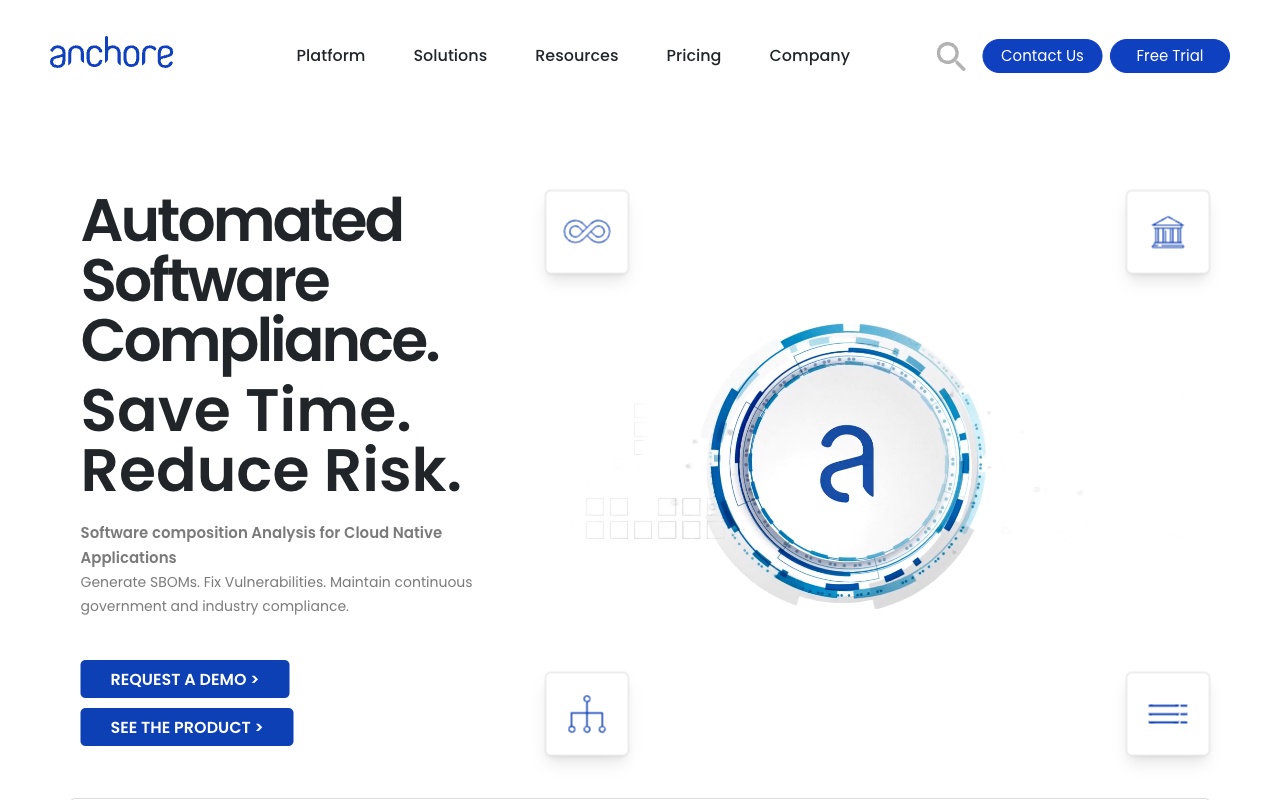 anchore
Platform
Solutions
Resources
Pricing
Company
Contact Us
Free Trial
Automated
Software
Compliance.
Save Time.
Reduce Risk.
Software composition Analysis for Cloud Native
Applications
Generate SBOMs. Fix Vulnerabilities. Maintain continuous
government and industry compliance.
REQUEST A DEMO >
SEE THE PRODUCT >
a